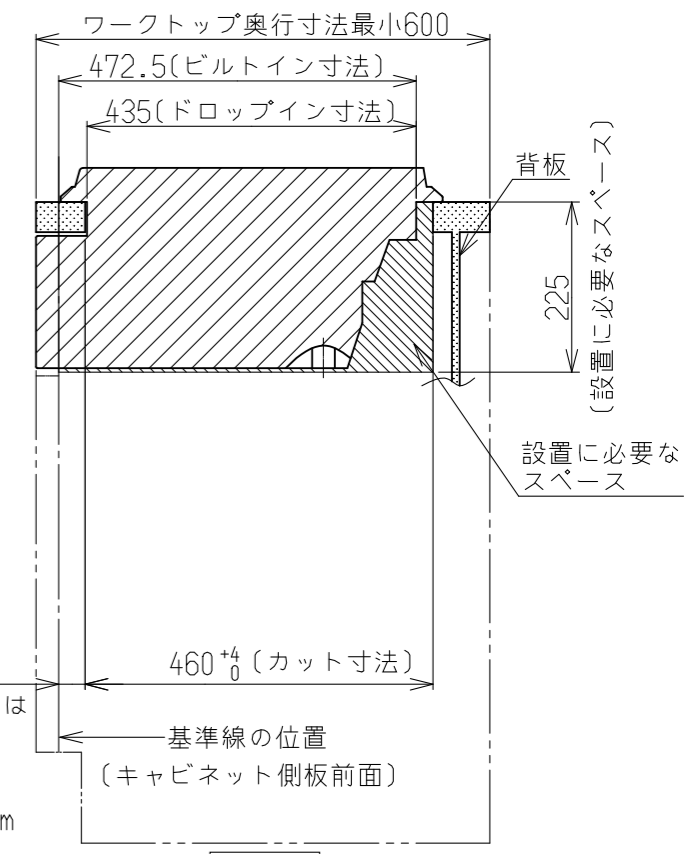 ワークトップ奥行寸法最小600
472.5(ビルトイン寸法)
435(ドロップイン寸法)
背板
225
(設置に必要なスペース)
設置に必要な
スペース
460 +4 0 (カット寸法)
は
基準線の位置
(キャビネット側板前面)
m